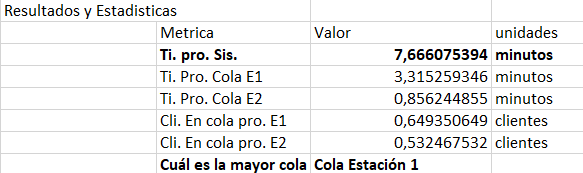 Resultados y Estadisticas
Metrica Valor unidades
Ti. pro. Sis. 7,666075394 minutos
Ti. Pro. Cola E1 3,315259346 minutos
Ti. Pro. Cola E2 0,856244855 minutos
Cli. En cola pro. E1 0,649350649 clientes
Cli. En cola pro. E2 0,532467532 clientes
Cuál es la mayor cola Cola Estación 1